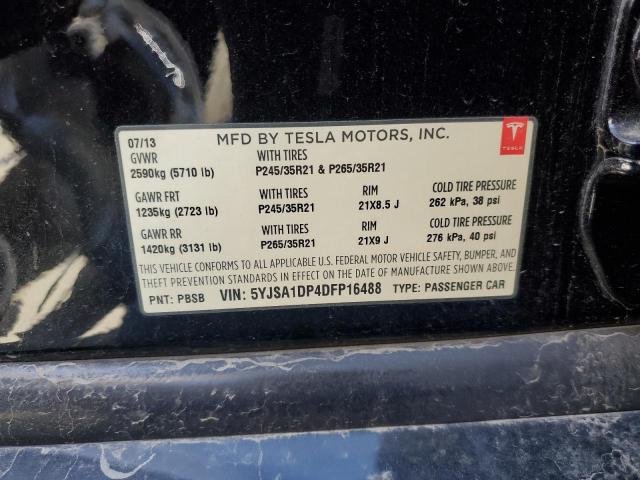 07/13 MFD BY TESLA MOTORS, INC. TESLA
GVWR WITH TIRES
2590kg (5710 lb) P245/35R21 & P265/35R21
GAWR FRT WITH TIRES RIM COLD TIRE PRESSURE
1235kg (2723 lb) P245/35R21 21X8.5 J 262 kPa, 38 psi
GAWR RR WITH TIRES RIM COLD TIRE PRESSURE
1420kg (3131 lb) P265/35R21 21X9 J 276 kPa, 40 psi
THIS VEHICLE CONFORMS TO ALL APPLICABLE U.S. FEDERAL MOTOR VEHICLE SAFETY, BUMPER, AND
THEFT PREVENTION STANDARDS IN EFFECT ON THE DATE OF MANUFACTURE SHOWN ABOVE.
PNT: PBSB VIN: 5YJSA1DP4DFP16488 TYPE: PASSENGER CAR